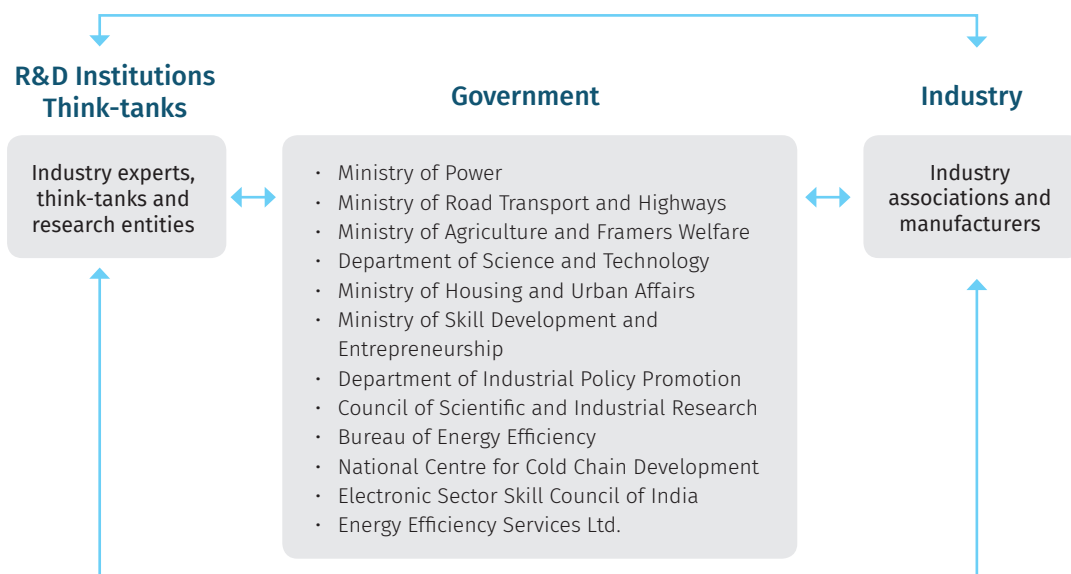 R&D Institutions
Think-tanks
Industry experts,
think-tanks and
research entities
Government
· Ministry of Power
· Ministry of Road Transport and Highways
· Ministry of Agriculture and Framers Welfare
· Department of Science and Technology
· Ministry of Housing and Urban Affairs
· Ministry of Skill Development and
Entrepreneurship
· Department of Industrial Policy Promotion
· Council of Scientific and Industrial Research
· Bureau of Energy Efficiency
· National Centre for Cold Chain Development
· Electronic Sector Skill Council of India
· Energy Efficiency Services Ltd.
Industry
Industry
associations and
manufacturers